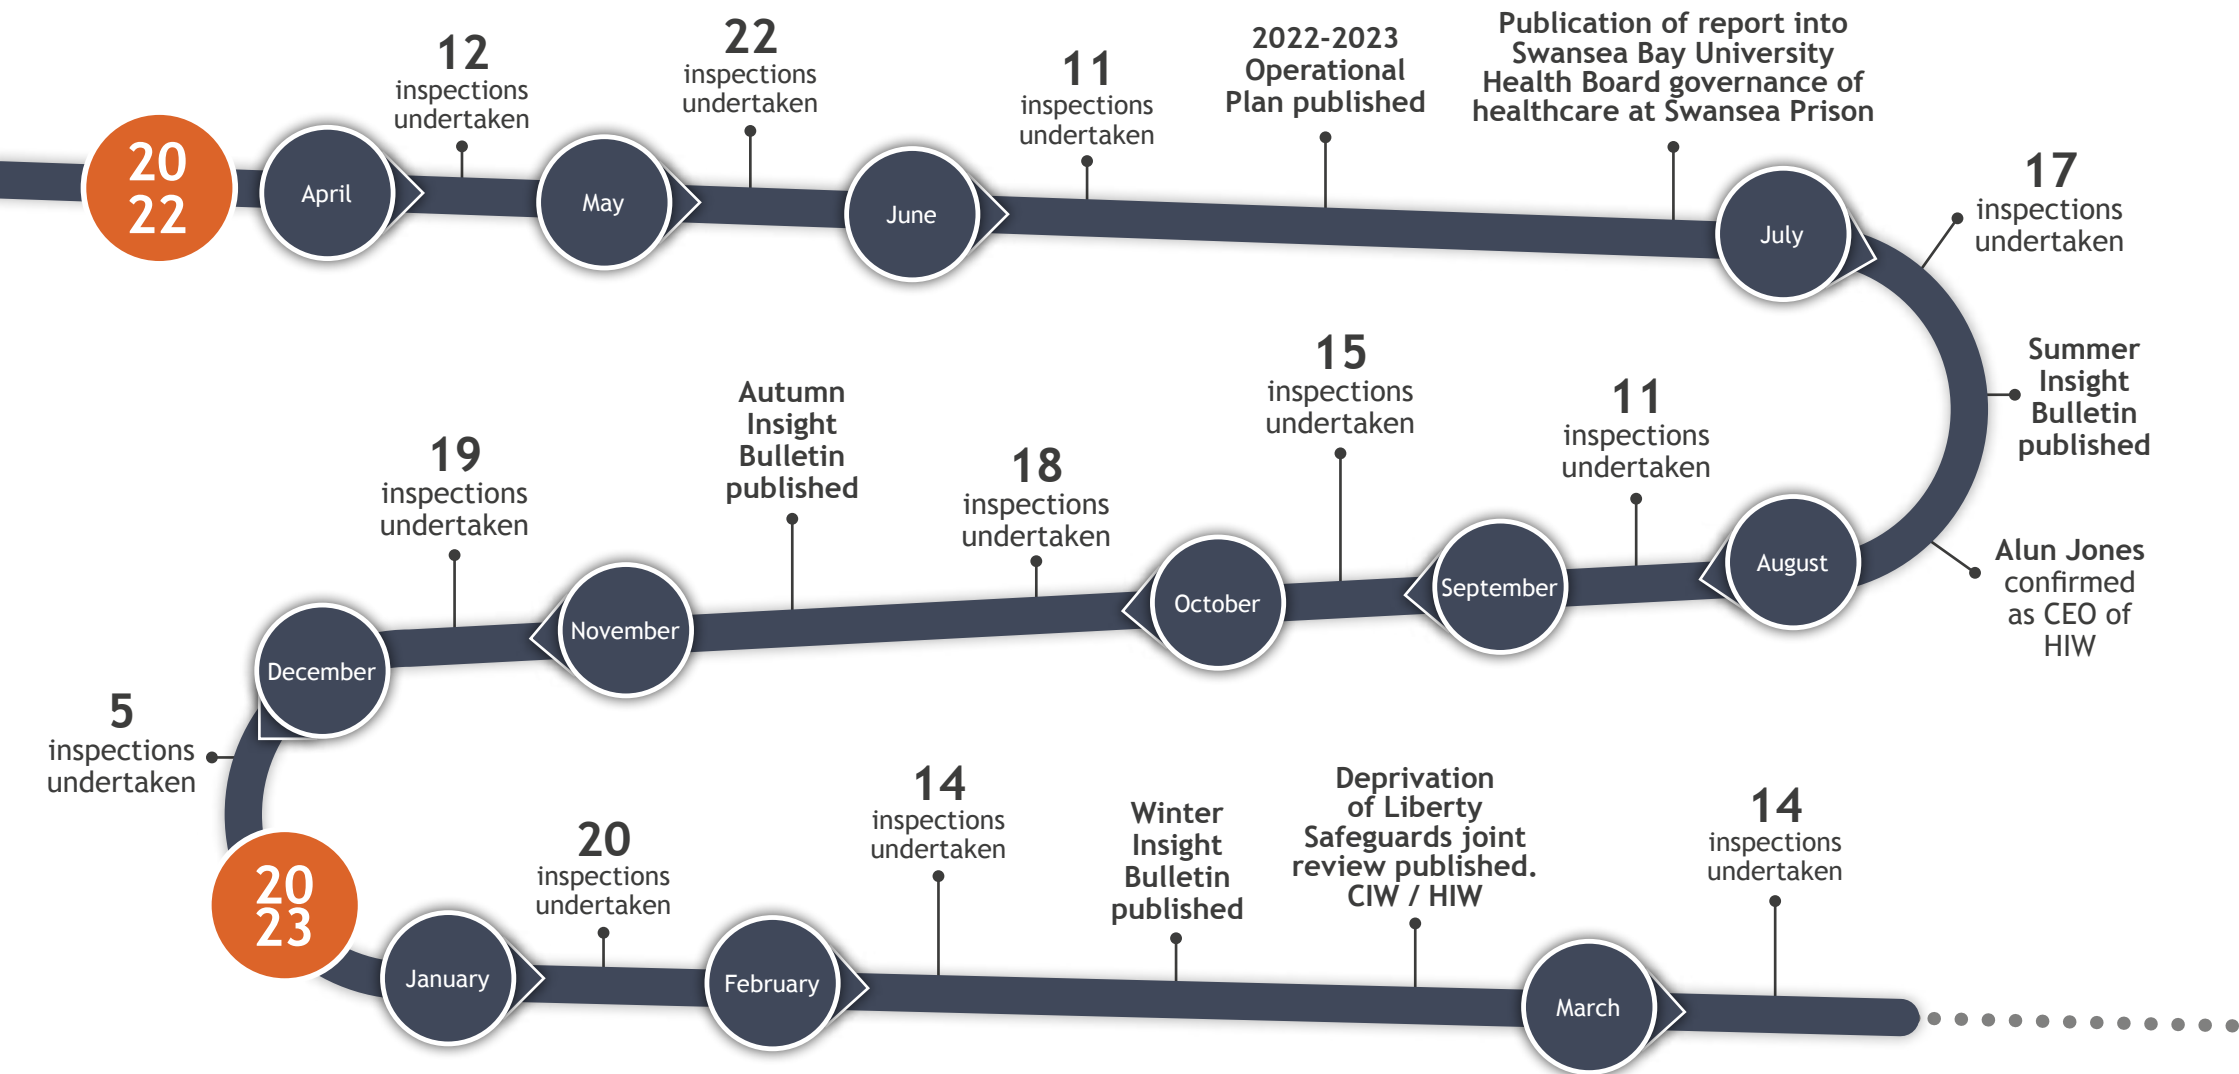 20
22
April
12
inspections
undertaken
May
22
inspections
undertaken
June
11
inspections
undertaken
2022-2023
Operational
Plan published
Publication of report into
Swansea Bay University
Health Board governance of
healthcare at Swansea Prison
July
17
inspections
undertaken
Summer
Insight
Bulletin
published
Alun Jones
confirmed
as CEO of
HIW
August
11
inspections
undertaken
September
15
inspections
undertaken
October
18
inspections
undertaken
Autumn
Insight
Bulletin
published
November
19
inspections
undertaken
December
5
inspections
undertaken
20
23
January
20
inspections
undertaken
February
14
inspections
undertaken
Winter
Insight
Bulletin
published
Deprivation
of Liberty
Safeguards joint
review published.
CIW / HIW
March
14
inspections
undertaken